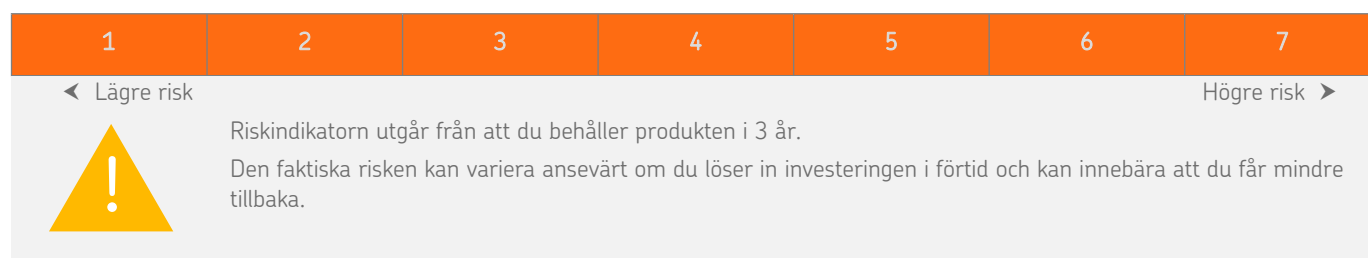 1 2 3 4 5 6 7
⮜ Lägre risk Högre risk ⮞
Riskindikatorn utgår från att du behåller produkten i 3 år.
Den faktiska risken kan variera ansevärt om du löser in investeringen i förtid och kan innebära att du får mindre
tillbaka.